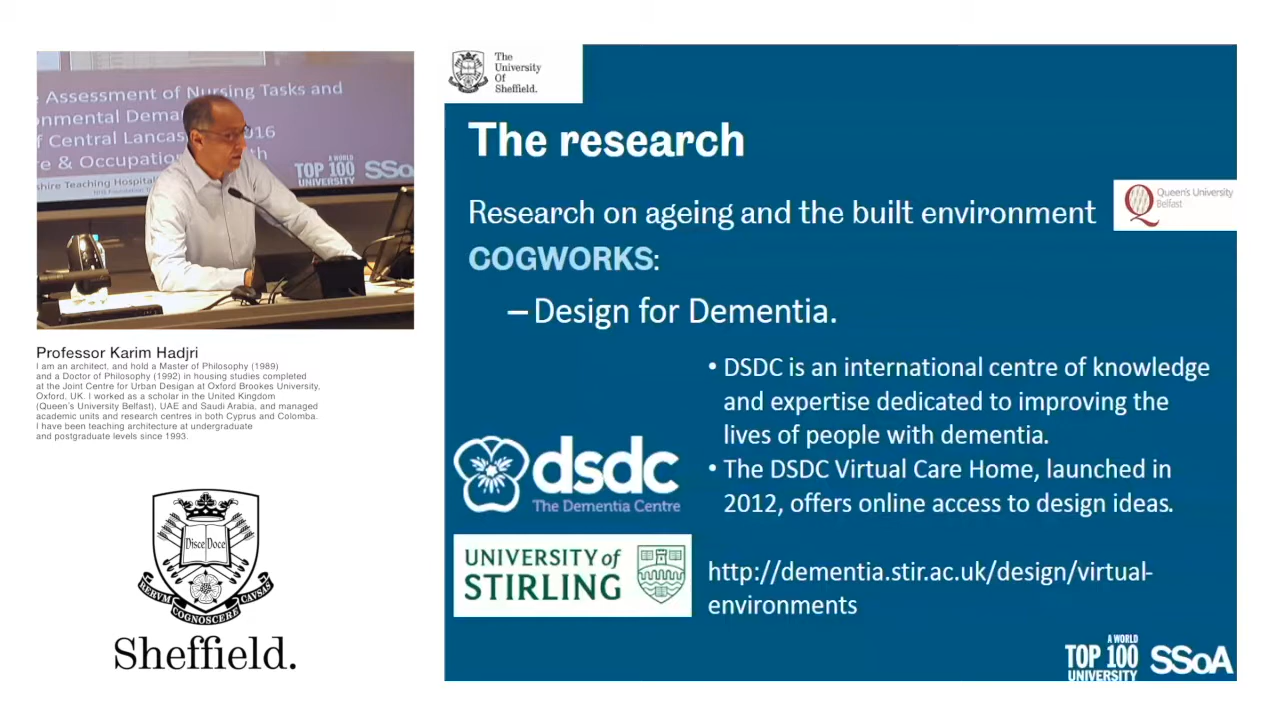 e Assessment of Nursing Tasks and
onmental Dema
f Central Lancas 016
e & Occupation th
shire Teaching Hospital
A WORLD
TOP 100
UNIVERSITY
SSoA
Professor Karim Hadjri
I am an architect, and hold a Master of Philosophy (1989)
and a Doctor of Philosophy (1992) in housing studies completed
at the Joint Centre for Urban Desigan at Oxford Brookes University,
Oxford, UK. I worked as a scholar in the United Kingdom
(Queen's University Belfast), UAE and Saudi Arabia, and managed
academic units and research centres in both Cyprus and Colomba.
I have been teaching architecture at undergraduate
and postgraduate levels since 1993.
Disce Doce
RERVM COGNOSCERE CAVSAS
Sheffield.
The
University
Of
Sheffield.
The research
Research on ageing and the built environment
Queen's University
Belfast
COGWORKS:
– Design for Dementia.
• DSDC is an international centre of knowledge
and expertise dedicated to improving the
lives of people with dementia.
• The DSDC Virtual Care Home, launched in
2012, offers online access to design ideas.
dsdc
The Dementia Centre
UNIVERSITY of
STIRLING
http://dementia.stir.ac.uk/design/virtual-
environments
A WORLD
TOP 100
UNIVERSITY
SSoA